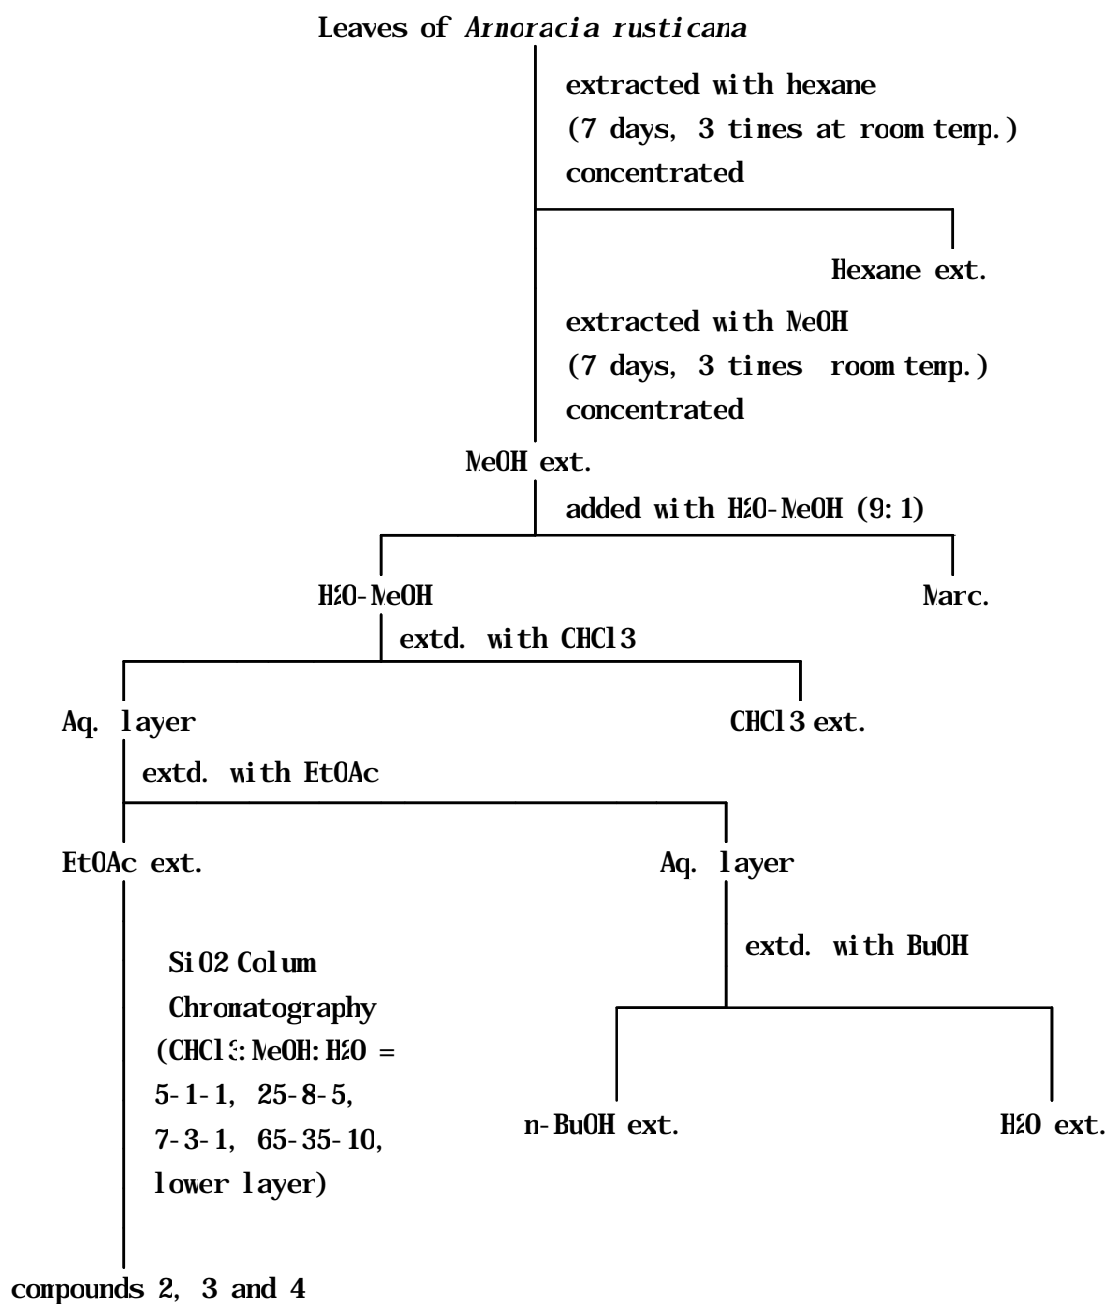 Leaves of Armoracia rusticana
extracted with hexane
(7 days, 3 times at room temp.)
concentrated
Hexane ext.
extracted with MeOH
(7 days, 3 times room temp.)
concentrated
MeOH ext.
added with H2O-MeOH (9:1)
H2O-MeOH
Marc.
extd. with CHCl3
Aq. layer
CHCl3 ext.
extd. with EtOAc
EtOAc ext.
Aq. layer
extd. with BuOH
SiO2 Colum
Chromatography
(CHCl3:MeOH:H2O =
5-1-1, 25-8-5,
7-3-1, 65-35-10,
lower layer)
n-BuOH ext.
H2O ext.
compounds 2, 3 and 4